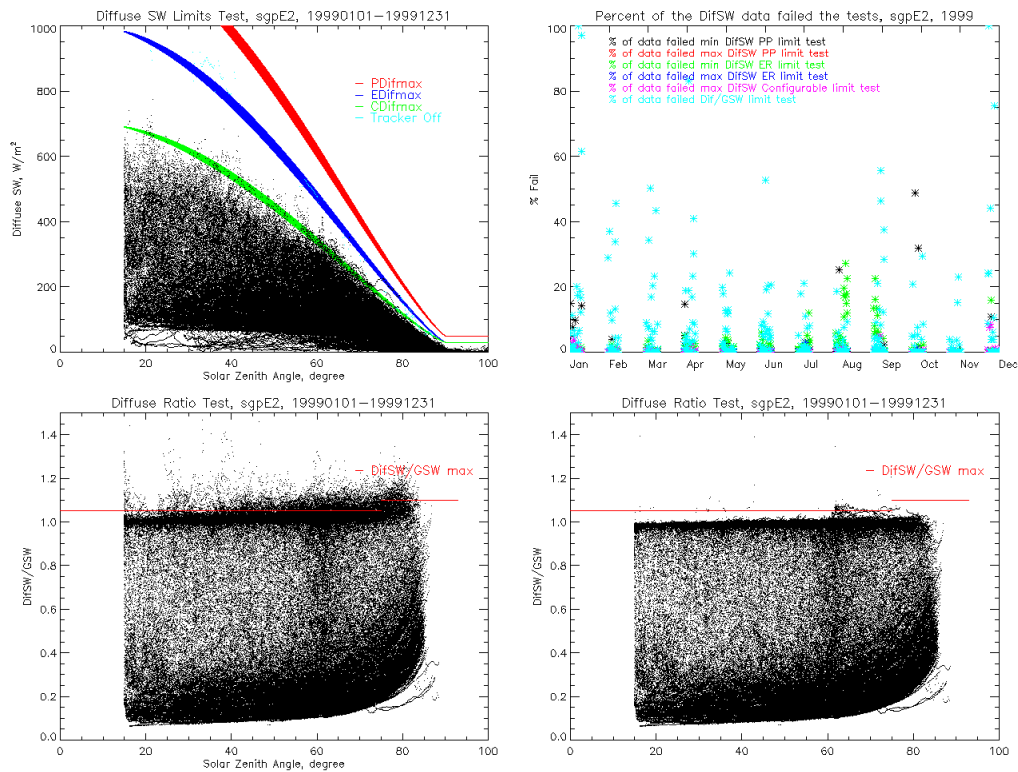 Diffuse SW Limits Test, sgpE2, 19990101-19991231
1000
800
600
400
200
0
Diffuse SW, W/m²
PDifmax
EDifmax
CDifmax
Tracker Off
0
20
40
60
80
100
Solar Zenith Angle, degree
Percent of the DifSW data failed the tests, sgpE2, 1999
100
80
60
40
20
0
% Fail
% of data failed min DifSW PP limit test
% of data failed max DifSW PP limit test
% of data failed min DifSW ER limit test
% of data failed max DifSW ER limit test
% of data failed max DifSW Configurable limit test
% of data failed Dif/GSW limit test
Jan
Feb
Mar
Apr
May
Jun
Jul
Aug
Sep
Oct
Nov
Dec
Diffuse Ratio Test, sgpE2, 19990101-19991231
1.4
1.2
1.0
0.8
0.6
0.4
0.2
0.0
DifSW/GSW
DifSW/GSW max
0
20
40
60
80
100
Solar Zenith Angle, degree
Diffuse Ratio Test, sgpE2, 19990101-19991231
1.4
1.2
1.0
0.8
0.6
0.4
0.2
0.0
DifSW/GSW
DifSW/GSW max
0
20
40
60
80
100